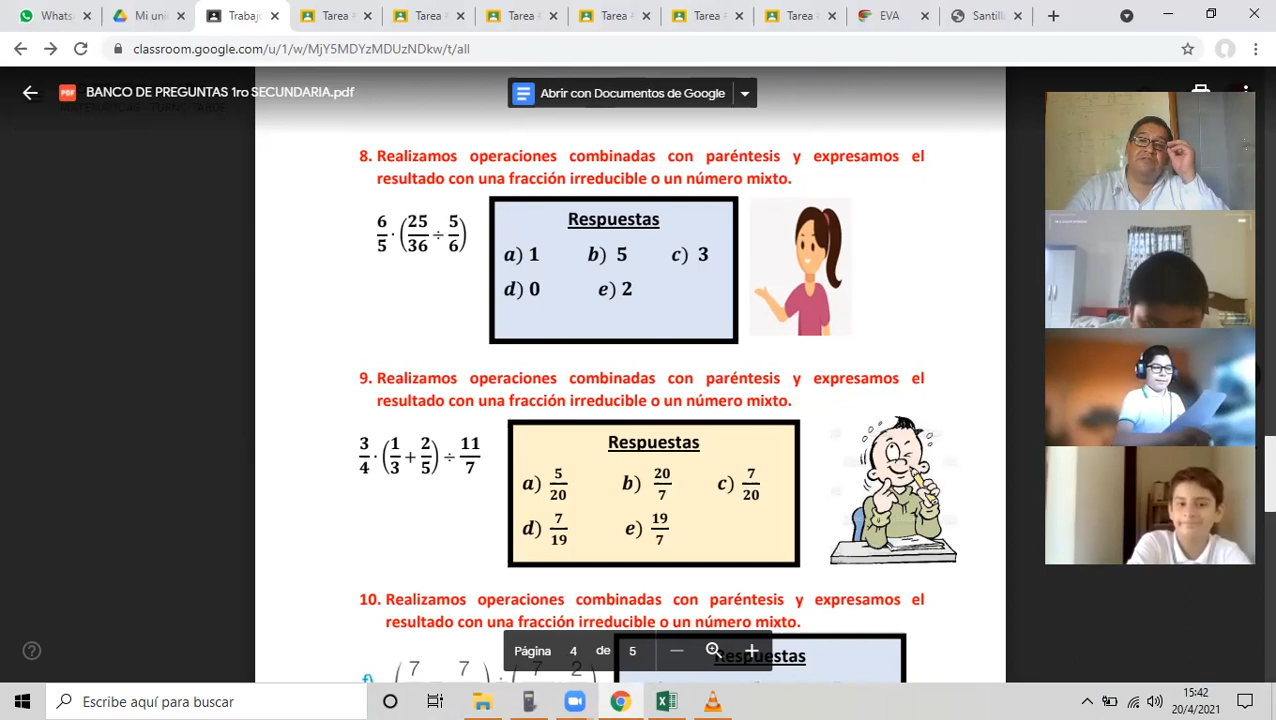 Whats
Mi uni
Trabajo
Tarea #
Tarea #
Tarea #
Tarea #
Tarea #
Tarea #
EVA
Santill
classroom.google.com/u/1/w/MjY5MDYzMDUzNDkw/t/all
PDF BANCO DE PREGUNTAS 1ro SECUNDARIA.pdf
Abrir con Documentos de Google
8. Realizamos operaciones combinadas con paréntesis y expresamos el
resultado con una fracción irreducible o un número mixto.
6/5 · (25/36 ÷ 5/6)
Respuestas
a) 1 b) 5 c) 3
d) 0 e) 2
9. Realizamos operaciones combinadas con paréntesis y expresamos el
resultado con una fracción irreducible o un número mixto.
3/4 · (1/3 + 2/5) ÷ 11/7
Respuestas
a) 5/20 b) 20/7 c) 7/20
d) 7/19 e) 19/7
10. Realizamos operaciones combinadas con paréntesis y expresamos el
resultado con una fracción irreducible o un número mixto.
Página 4 de 5
Respuestas
f) ( 7 7 ) ÷ ( 7 2
Escribe aquí para buscar
15:42
20/4/2021